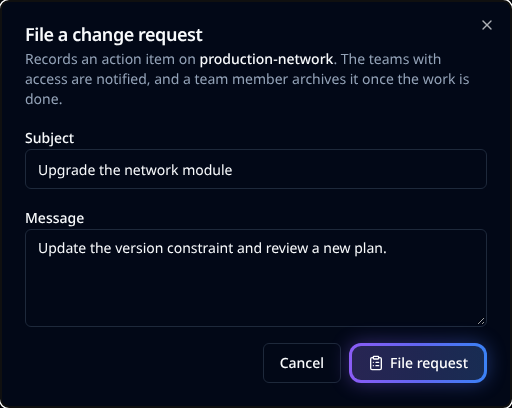 File a change request
Records an action item on production-network. The teams with
access are notified, and a team member archives it once the work is
done.
Subject
Upgrade the network module
Message
Update the version constraint and review a new plan.
Cancel
File request